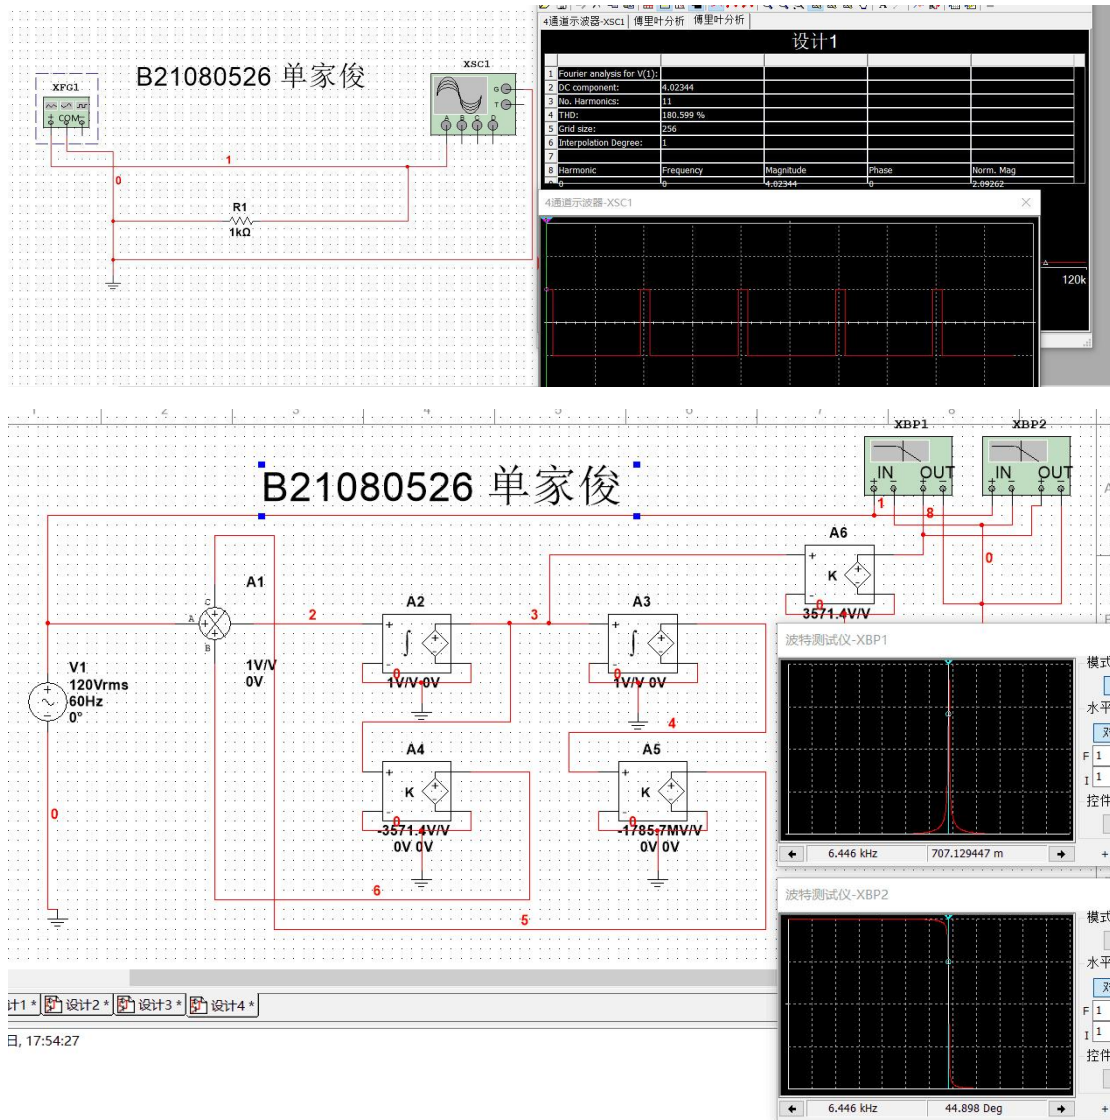 4通道示波器-XSC1 傅里叶分析 傅里叶分析
设计1
B21080526 单家俊
XFG1
COM
XSC1
G
T
A B C D
1
0
R1
1kΩ
1 Fourier analysis for V(1):
2 DC component: 4.02344
3 No. Harmonics: 11
4 THD: 180.599 %
5 Grid size: 256
6 Interpolation Degree: 1
7
8 Harmonic Frequency Magnitude Phase Norm. Mag
0 0 4.02344 0 2.09262
4通道示波器-XSC1
120k
XBP1 XBP2
IN OUT IN OUT
B21080526 单家俊
1 8
0
A6
K
0
3571.4V/V
A1
C
A
B
1V/V
0V
2
A2
0
1V/V 0V
3
A3
0
1V/V 0V
V1
120Vrms
60Hz
0°
4
A4
K
0
-3571.4V/V
0V 0V
A5
K
0
-1785.7MV/V
0V 0V
0
6
5
波特测试仪-XBP1
模式
水平
F 1
I 1
控件
6.446 kHz 707.129447 m
波特测试仪-XBP2
模式
水平
F 1
I 1
控件
6.446 kHz 44.898 Deg
计1 * 设计2 * 设计3 * 设计4 *
日, 17:54:27